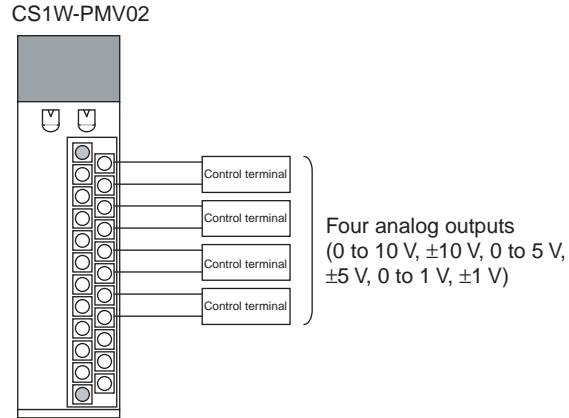 CS1W-PMV02
Control terminal
Control terminal
Control terminal
Control terminal
Four analog outputs
(0 to 10 V, ±10 V, 0 to 5 V,
±5 V, 0 to 1 V, ±1 V)